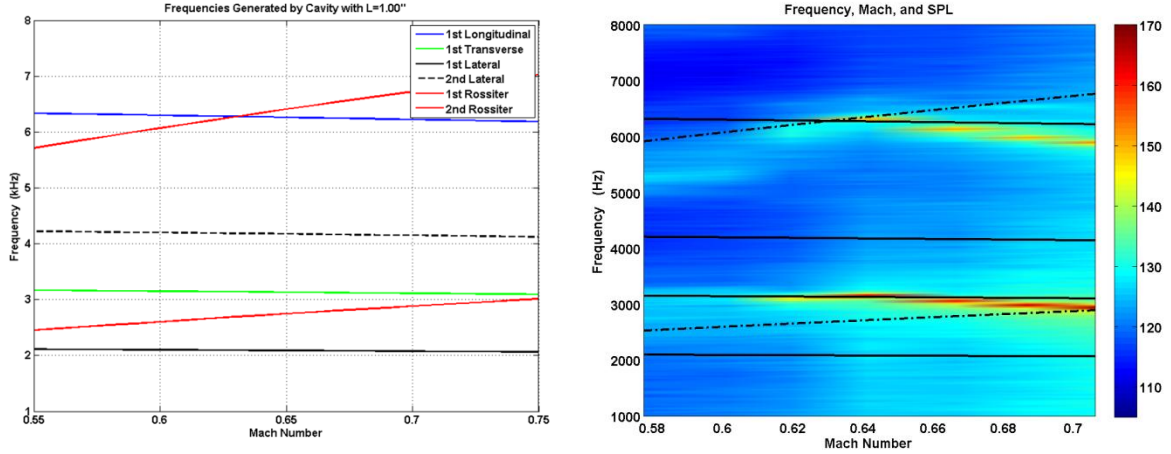 Frequencies Generated by Cavity with L=1.00"
8
7
6
5
4
3
2
1
Frequency (kHz)
0.55
0.6
0.65
0.7
0.75
Mach Number
1st Longitudinal
1st Transverse
1st Lateral
2nd Lateral
1st Rossiter
2nd Rossiter
Frequency, Mach, and SPL
8000
7000
6000
5000
4000
3000
2000
1000
Frequency (Hz)
0.58
0.6
0.62
0.64
0.66
0.68
0.7
Mach Number
170
160
150
140
130
120
110